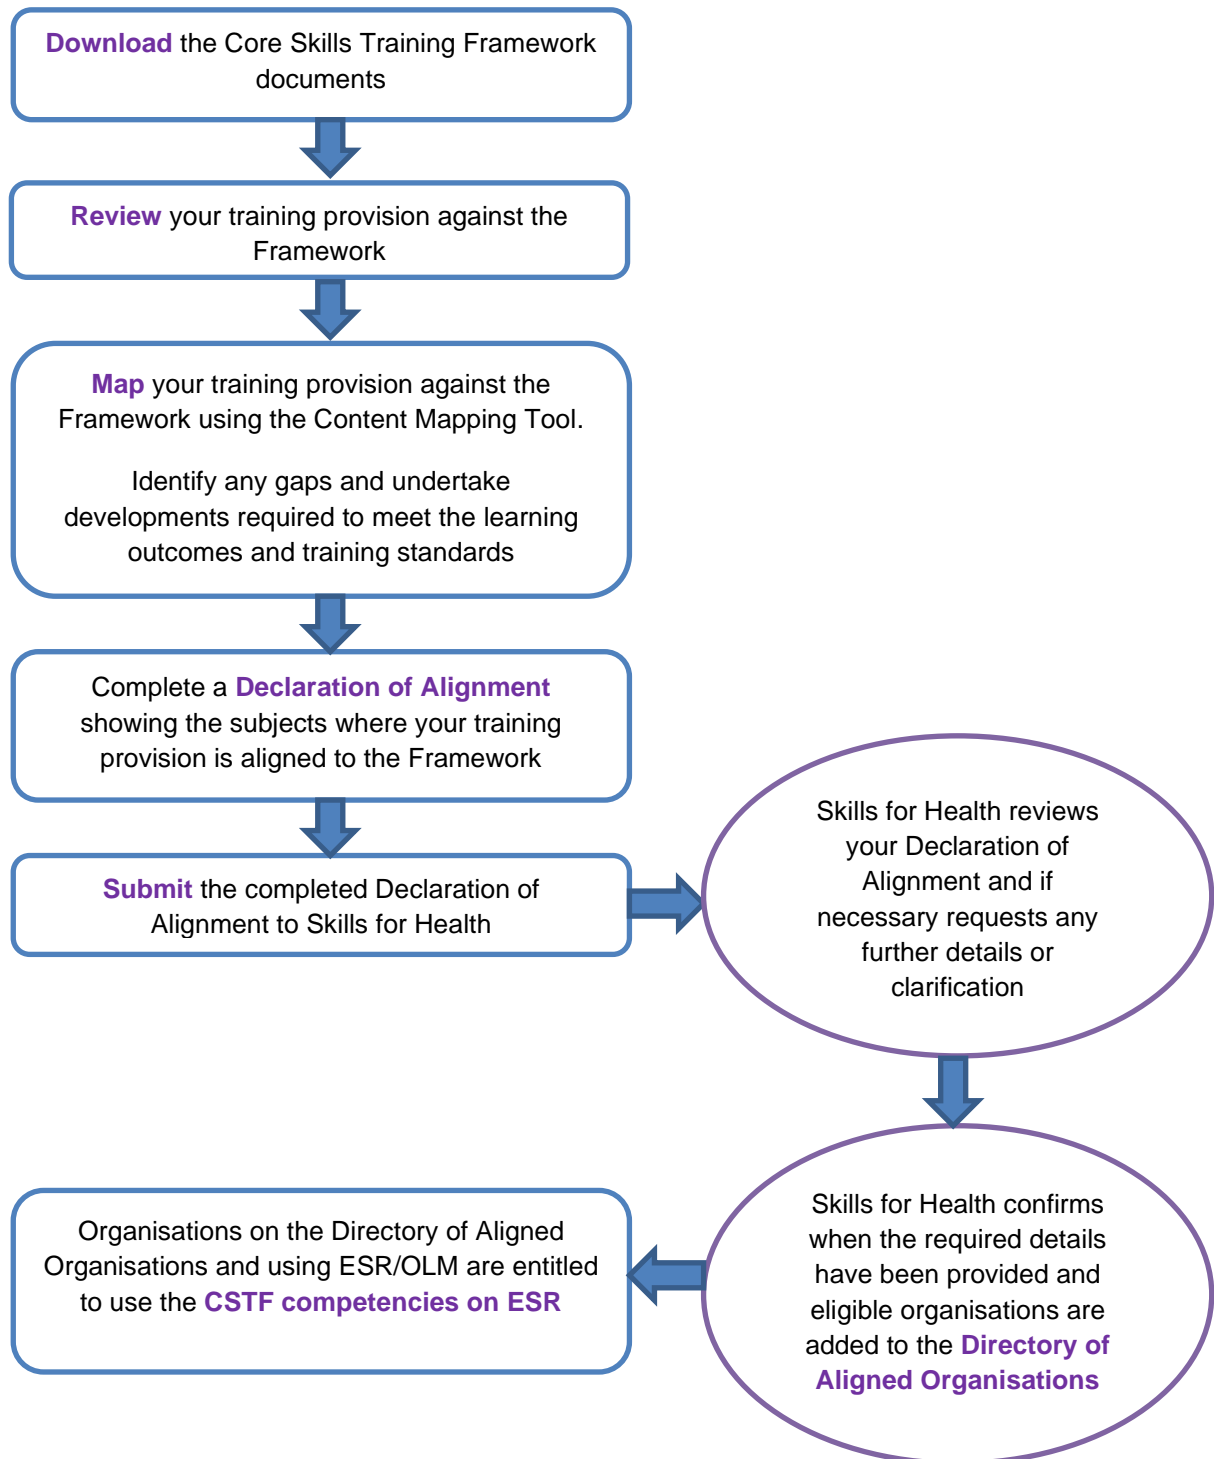 Download the Core Skills Training Framework
documents
Review your training provision against the
Framework
Map your training provision against the
Framework using the Content Mapping Tool.
Identify any gaps and undertake
developments required to meet the learning
outcomes and training standards
Complete a Declaration of Alignment
showing the subjects where your training
provision is aligned to the Framework
Submit the completed Declaration of
Alignment to Skills for Health
Skills for Health reviews
your Declaration of
Alignment and if
necessary requests any
further details or
clarification
Skills for Health confirms
when the required details
have been provided and
eligible organisations are
added to the Directory of
Aligned Organisations
Organisations on the Directory of Aligned
Organisations and using ESR/OLM are entitled
to use the CSTF competencies on ESR